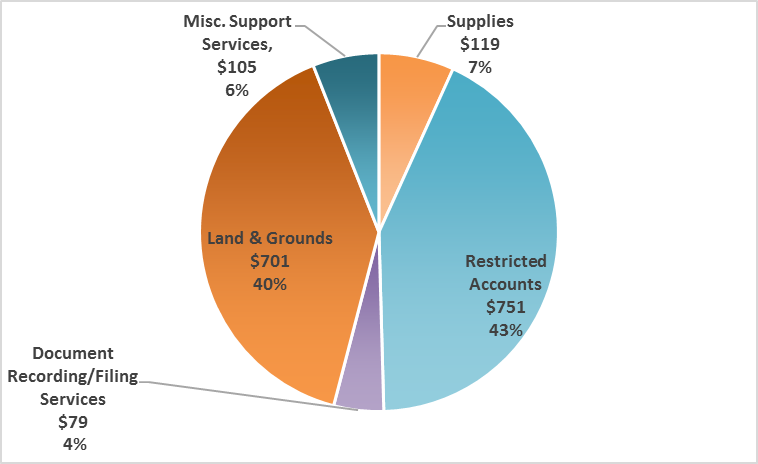 Misc. Support
Services,
$105
6%
Supplies
$119
7%
Land & Grounds
$701
40%
Restricted
Accounts
$751
43%
Document
Recording/Filing
Services
$79
4%